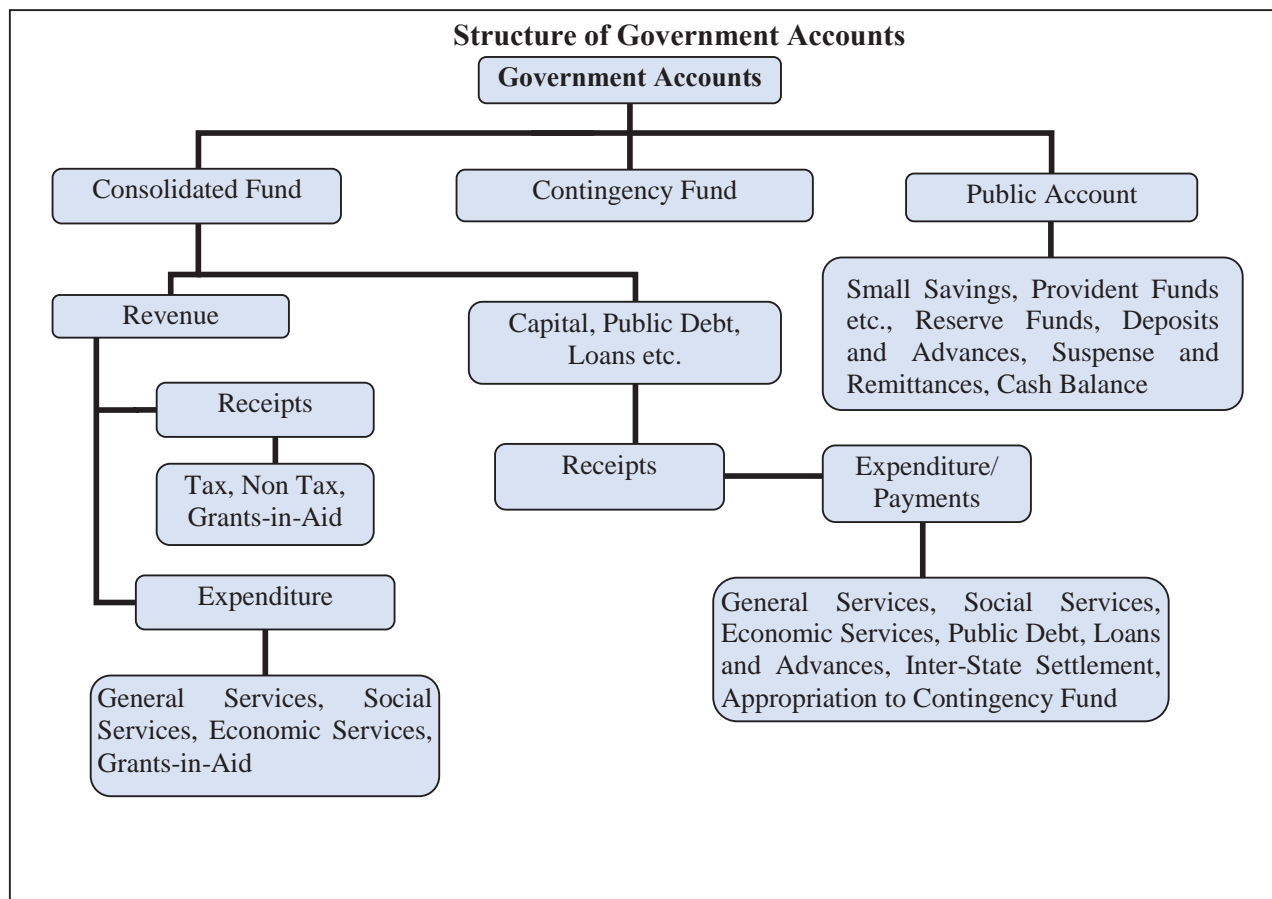 Structure of Government Accounts
Government Accounts
Consolidated Fund
Contingency Fund
Public Account
Small Savings, Provident Funds
etc., Reserve Funds, Deposits
and Advances, Suspense and
Remittances, Cash Balance
Revenue
Capital, Public Debt,
Loans etc.
Receipts
Tax, Non Tax,
Grants-in-Aid
Receipts
Expenditure/
Payments
Expenditure
General Services, Social
Services, Economic Services,
Grants-in-Aid
General Services, Social Services,
Economic Services, Public Debt, Loans
and Advances, Inter-State Settlement,
Appropriation to Contingency Fund